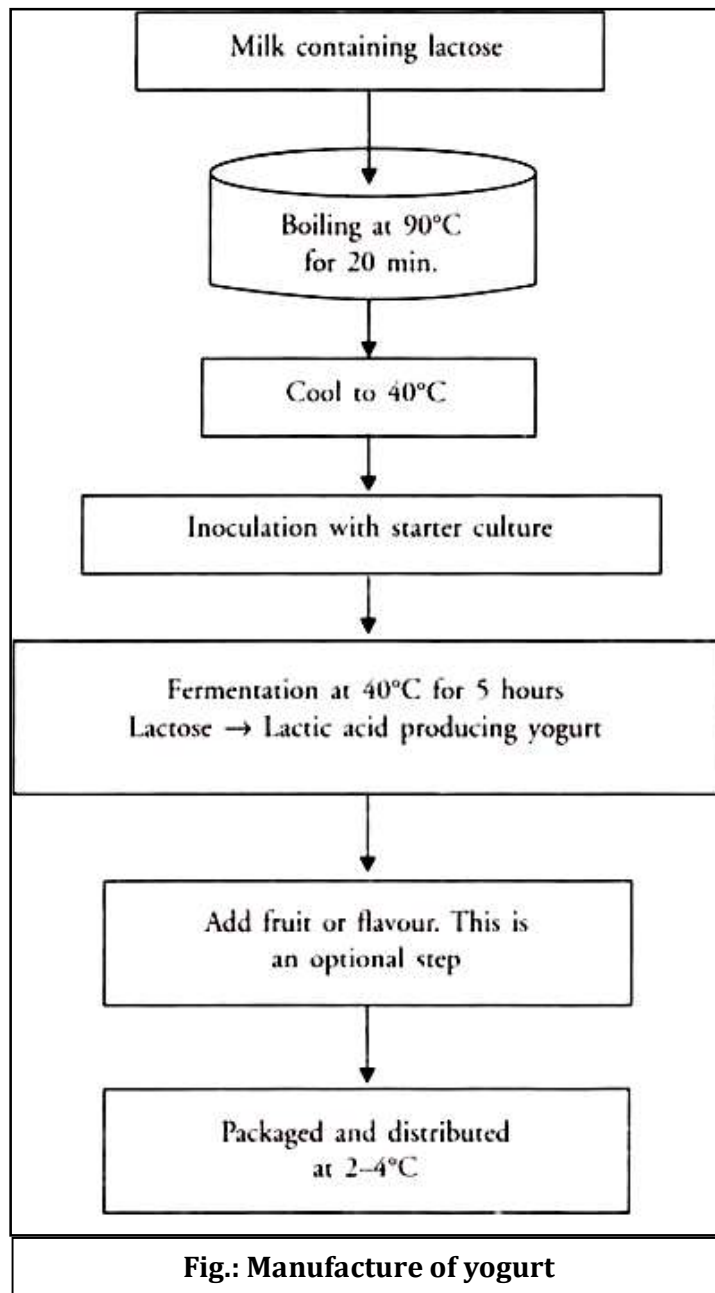 Milk containing lactose
Boiling at 90°C
for 20 min.
Cool to 40°C
Inoculation with starter culture
Fermentation at 40°C for 5 hours
Lactose → Lactic acid producing yogurt
Add fruit or flavour. This is
an optional step
Packaged and distributed
at 2–4°C
Fig.: Manufacture of yogurt